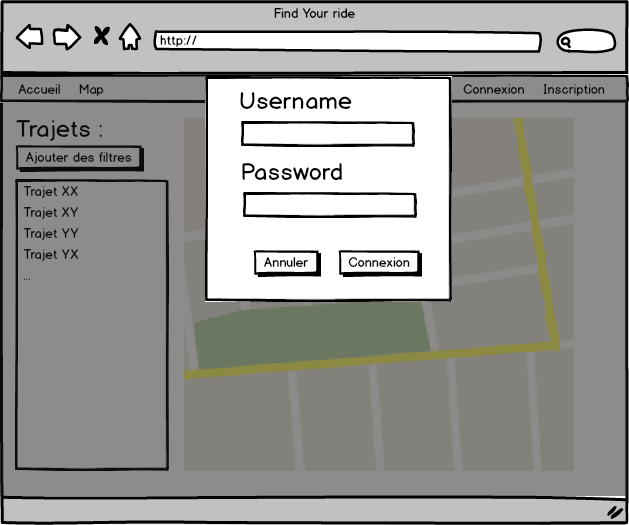 Find Your ride
http://
Accueil Map Connexion Inscription
Trajets :
Ajouter des filtres
Trajet XX
Trajet XY
Trajet YY
Trajet YX
...
Username
Password
Annuler Connexion